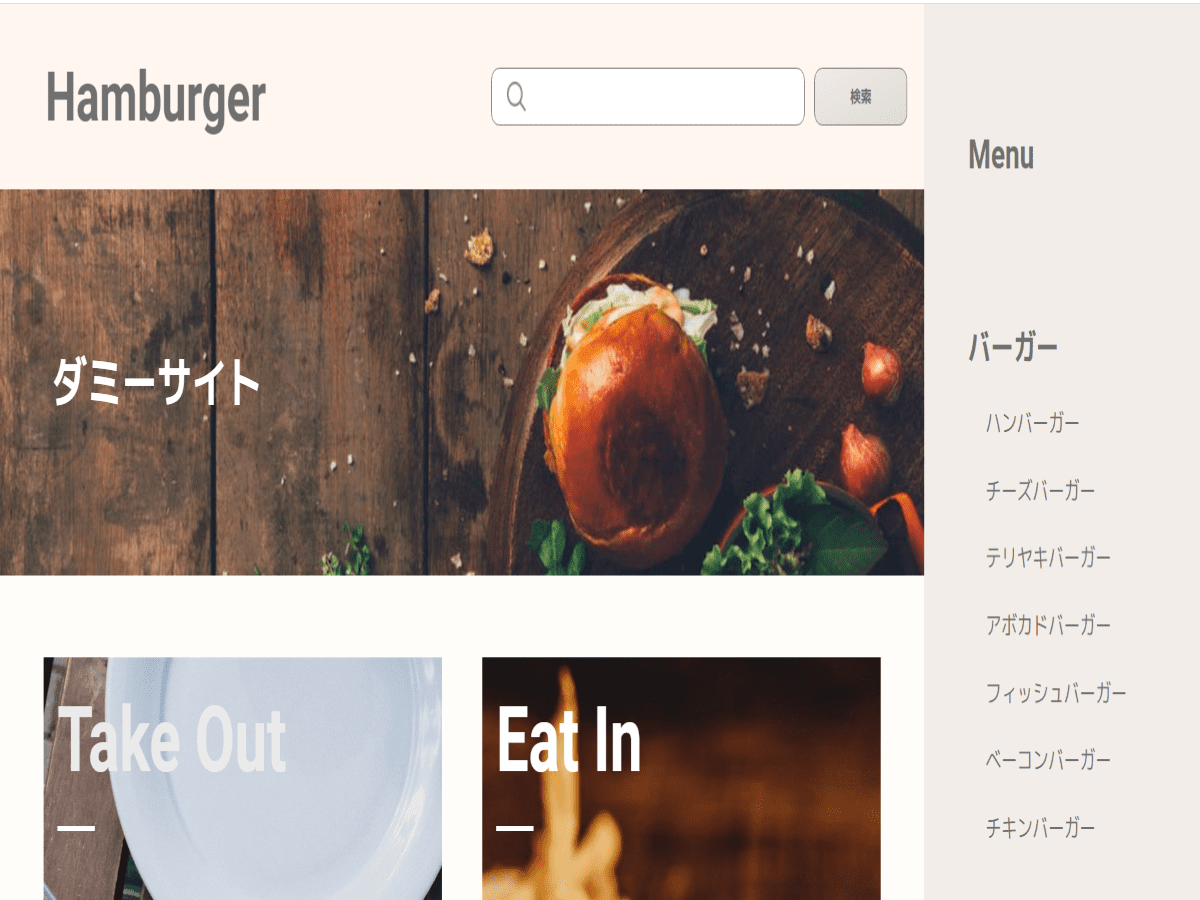 Hamburger
検索
ダミーサイト
Take Out
Eat In
Menu
バーガー
ハンバーガー
チーズバーガー
テリヤキバーガー
アボカドバーガー
フィッシュバーガー
ベーコンバーガー
チキンバーガー